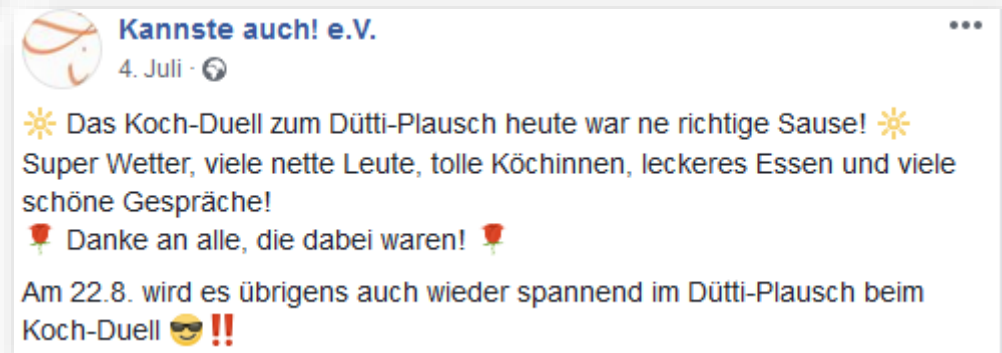 Kannste auch! e.V.
4. Juli ·
🔆 Das Koch-Duell zum Dütti-Plausch heute war ne richtige Sause! 🔆
Super Wetter, viele nette Leute, tolle Köchinnen, leckeres Essen und viele
schöne Gespräche!
🌹 Danke an alle, die dabei waren! 🌹
Am 22.8. wird es übrigens auch wieder spannend im Dütti-Plausch beim
Koch-Duell 😎‼️